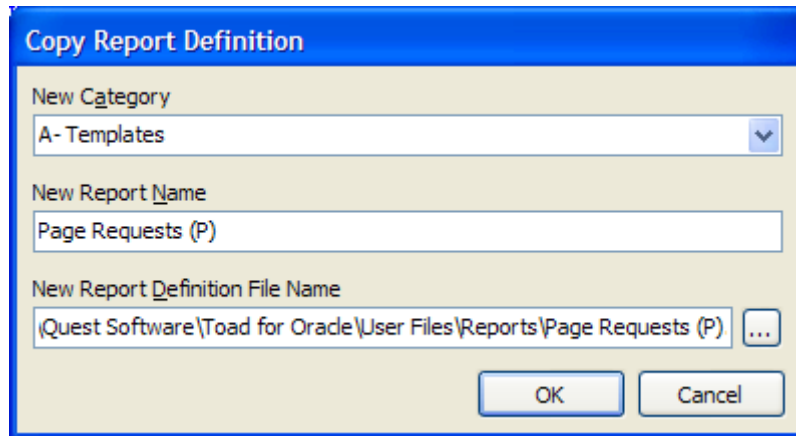 Copy Report Definition
New Category
A- Templates
New Report Name
Page Requests (P)
New Report Definition File Name
\Quest Software\Toad for Oracle\User Files\Reports\Page Requests (P)
...
OK Cancel